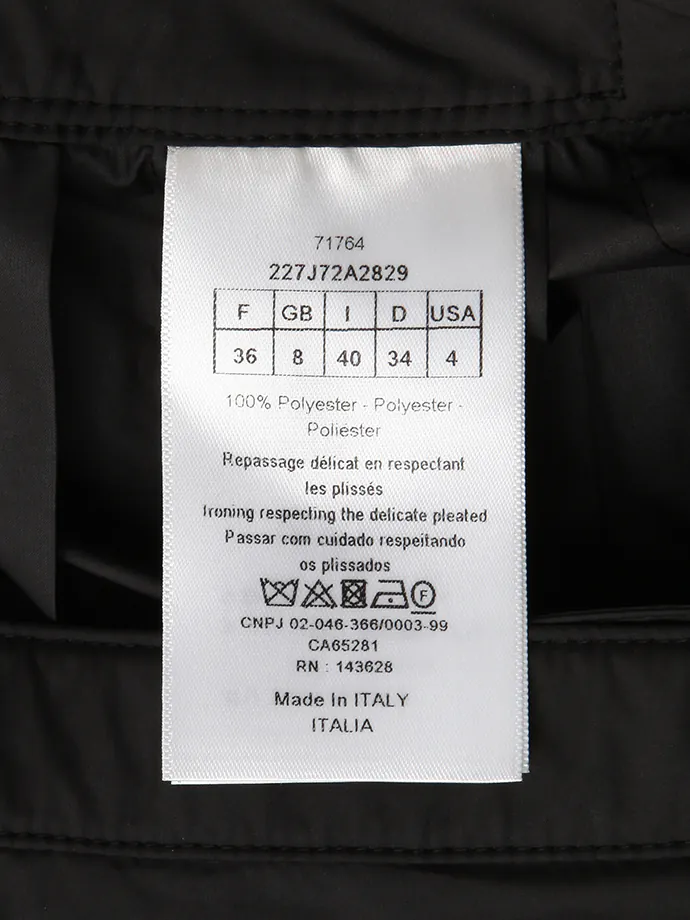 71764
227J72A2829
F GB I D USA
36 8 40 34 4
100% Polyester - Polyester -
Poliéster
Repassage délicat en respectant
les plissés
Ironing respecting the delicate pleated
Passar com cuidado respeitando
os plissados
F
CNPJ 02-046-366/0003-99
CA65281
RN : 143628
Made In ITALY
ITALIA